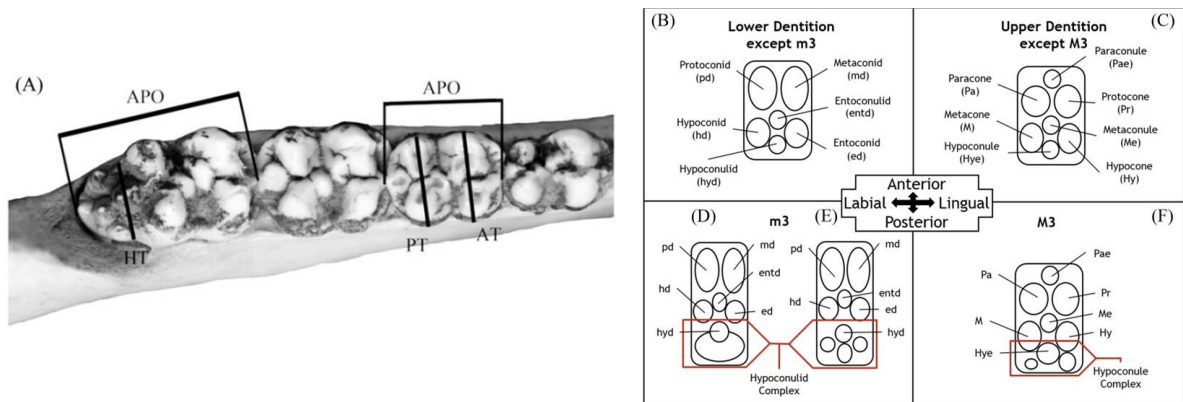 (A)
APO
APO
HT
PT
AT
(B)
Lower Dentition
except m3
Protoconid
(pd)
Metaconid
(md)
Entoconulid
(entd)
Hypoconid
(hd)
Entoconid
(ed)
Hypoconulid
(hyd)
(C)
Upper Dentition
except M3
Paraconule
(Pae)
Paracone
(Pa)
Protocone
(Pr)
Metacone
(M)
Metaconule
(Me)
Hypoconule
(Hye)
Hypocone
(Hy)
Anterior
Labial
Lingual
Posterior
(D)
m3
(E)
pd
md
entd
hd
ed
hyd
pd
md
entd
hd
ed
hyd
Hypoconulid
Complex
M3
(F)
Pae
Pa
Pr
Me
M
Hy
Hye
Hypoconule
Complex